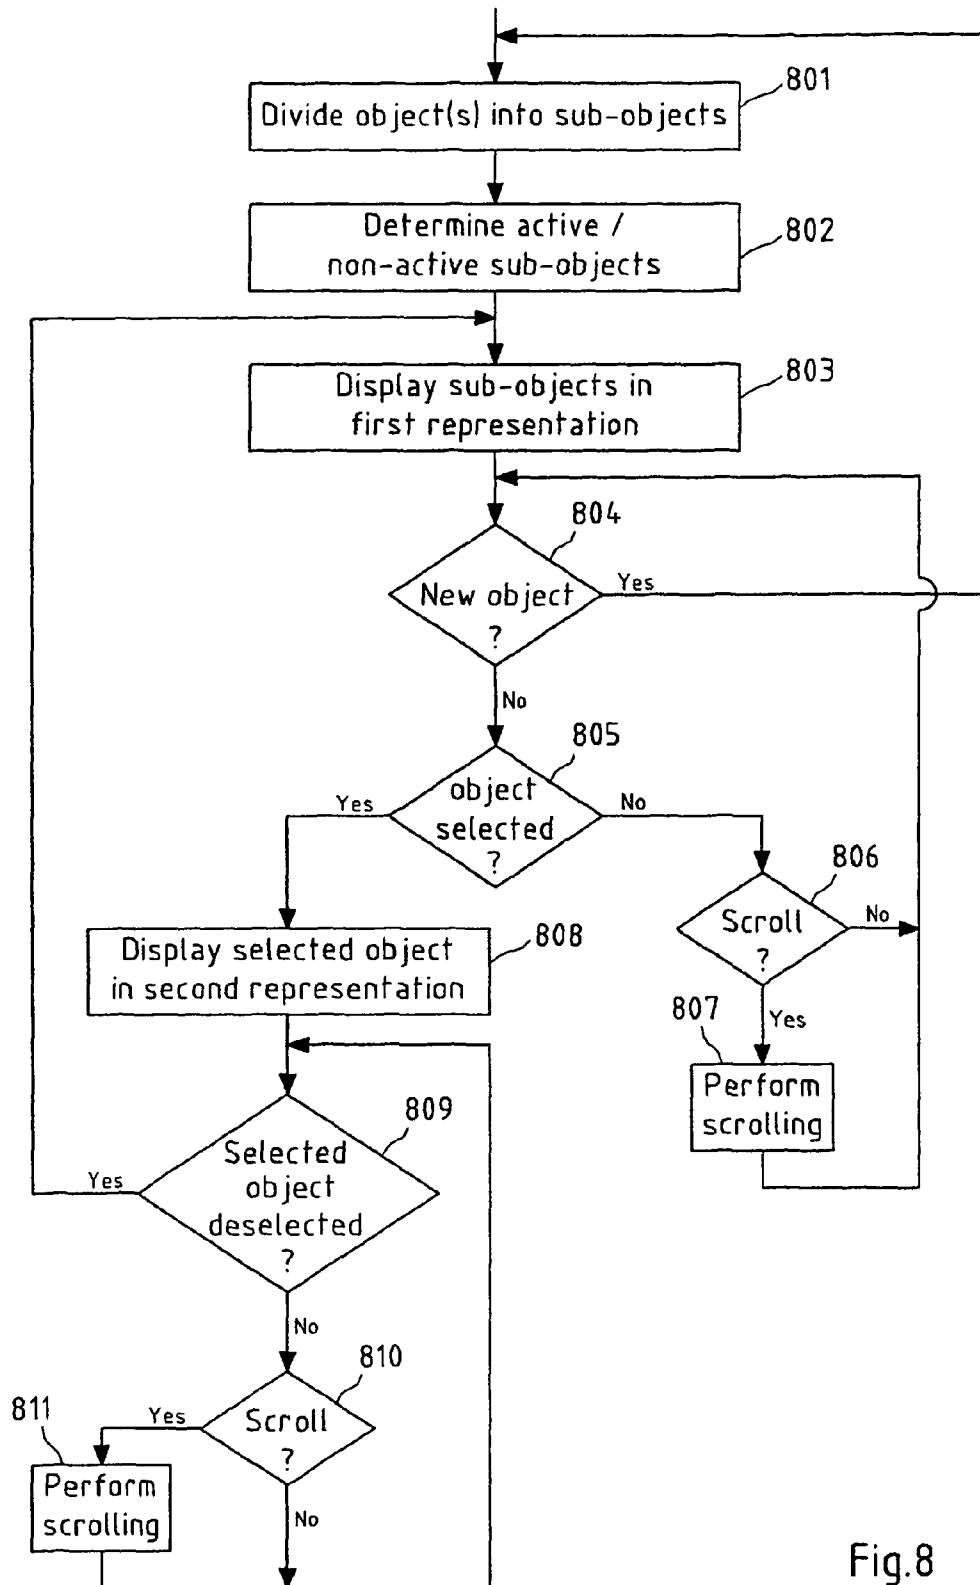 801
Divide object(s) into sub-objects
802
Determine active /
non-active sub-objects
803
Display sub-objects in
first representation
804
New object
?
Yes
No
805
object
selected
?
Yes
No
806
Scroll
?
No
Yes
807
Perform
scrolling
808
Display selected object
in second representation
809
Selected
object
deselected
?
Yes
No
810
Scroll
?
Yes
No
811
Perform
scrolling
Fig.8